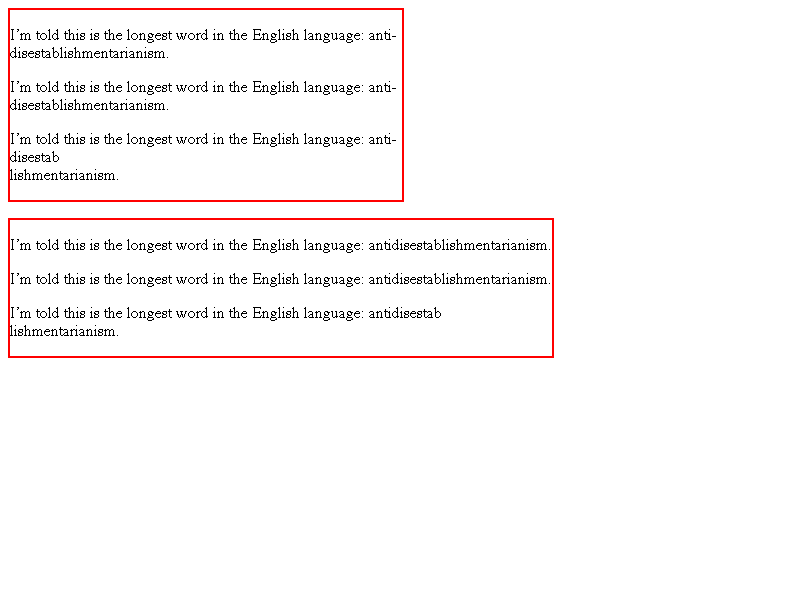 I'm told this is the longest word in the English language: anti-
disestablishmentarianism.
I'm told this is the longest word in the English language: anti-
disestablishmentarianism.
I'm told this is the longest word in the English language: anti-
disestab
lishmentarianism.
I'm told this is the longest word in the English language: antidisestablishmentarianism.
I'm told this is the longest word in the English language: antidisestablishmentarianism.
I'm told this is the longest word in the English language: antidisestab
lishmentarianism.